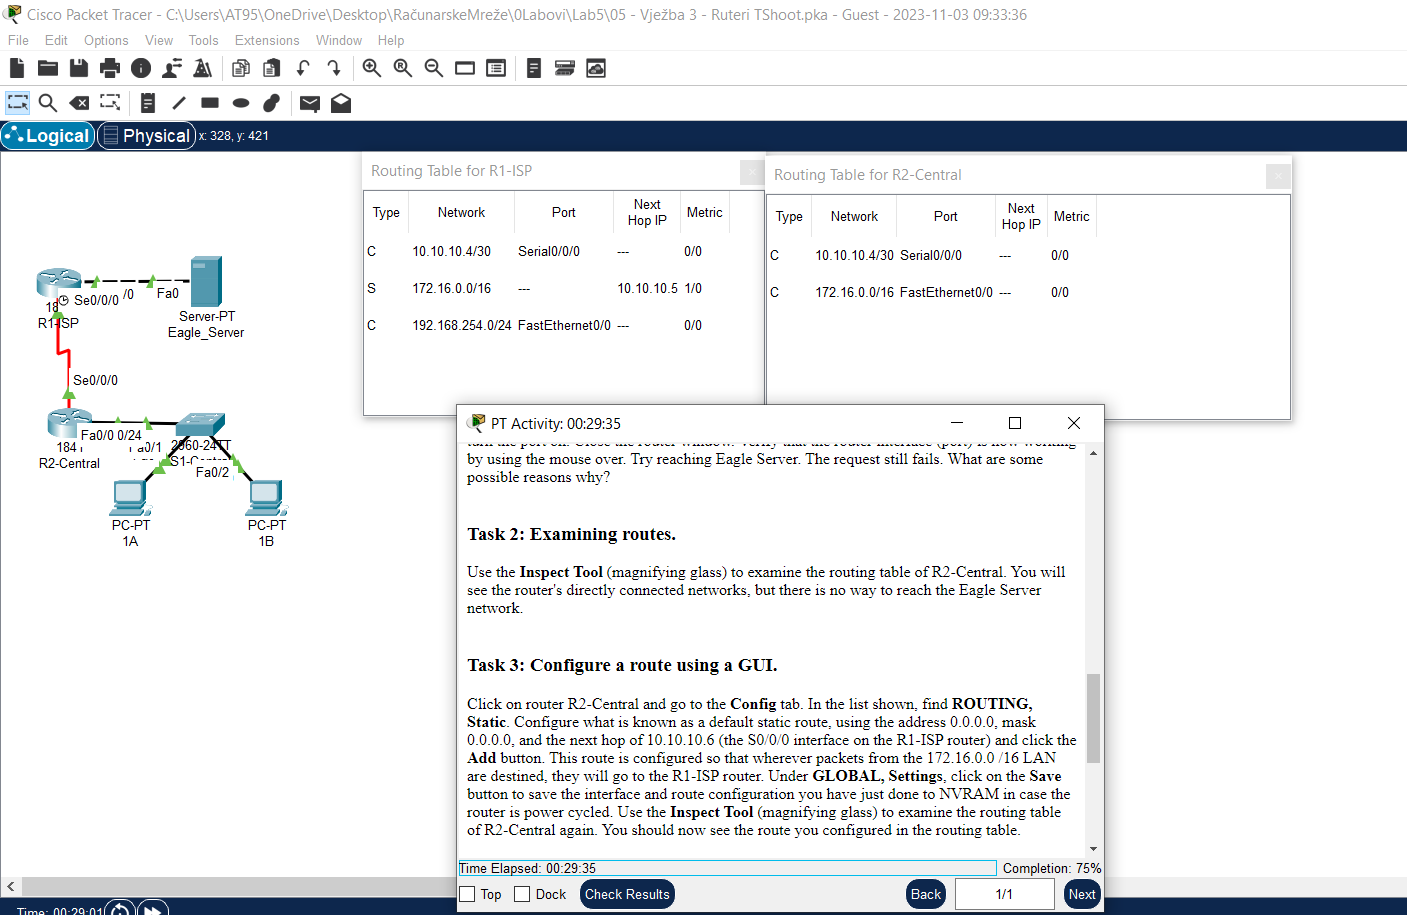 Cisco Packet Tracer - C:\Users\AT95\OneDrive\Desktop\RačunarskeMreže\0Labovi\Lab5\05 - Vježba 3 - Ruteri TShoot.pka - Guest - 2023-11-03 09:33:36
File Edit Options View Tools Extensions Window Help
Logical Physical x: 328, y: 421
Routing Table for R1-ISP
Type Network Port Next Hop IP Metric
C 10.10.10.4/30 Serial0/0/0 --- 0/0
S 172.16.0.0/16 --- 10.10.10.5 1/0
C 192.168.254.0/24 FastEthernet0/0 --- 0/0
Routing Table for R2-Central
Type Network Port Next Hop IP Metric
C 10.10.10.4/30 Serial0/0/0 --- 0/0
C 172.16.0.0/16 FastEthernet0/0 --- 0/0
Se0/0/0 /0 Fa0
18
R1-ISP
Server-PT
Eagle_Server
Se0/0/0
Fa0/0 0/24
184
R2-Central
2960-24TT
Fa0/2
PC-PT
1A
PC-PT
1B
PT Activity: 00:29:35
turn the port on. Close the router window. Verify that the router interface (port) is now working
by using the mouse over. Try reaching Eagle Server. The request still fails. What are some
possible reasons why?
Task 2: Examining routes.
Use the Inspect Tool (magnifying glass) to examine the routing table of R2-Central. You will
see the router's directly connected networks, but there is no way to reach the Eagle Server
network.
Task 3: Configure a route using a GUI.
Click on router R2-Central and go to the Config tab. In the list shown, find ROUTING,
Static. Configure what is known as a default static route, using the address 0.0.0.0, mask
0.0.0.0, and the next hop of 10.10.10.6 (the S0/0/0 interface on the R1-ISP router) and click the
Add button. This route is configured so that wherever packets from the 172.16.0.0 /16 LAN
are destined, they will go to the R1-ISP router. Under GLOBAL, Settings, click on the Save
button to save the interface and route configuration you have just done to NVRAM in case the
router is power cycled. Use the Inspect Tool (magnifying glass) to examine the routing table
of R2-Central again. You should now see the route you configured in the routing table.
Time Elapsed: 00:29:35 Completion: 75%
Top Dock Check Results Back 1/1 Next
Time: 00:29:01